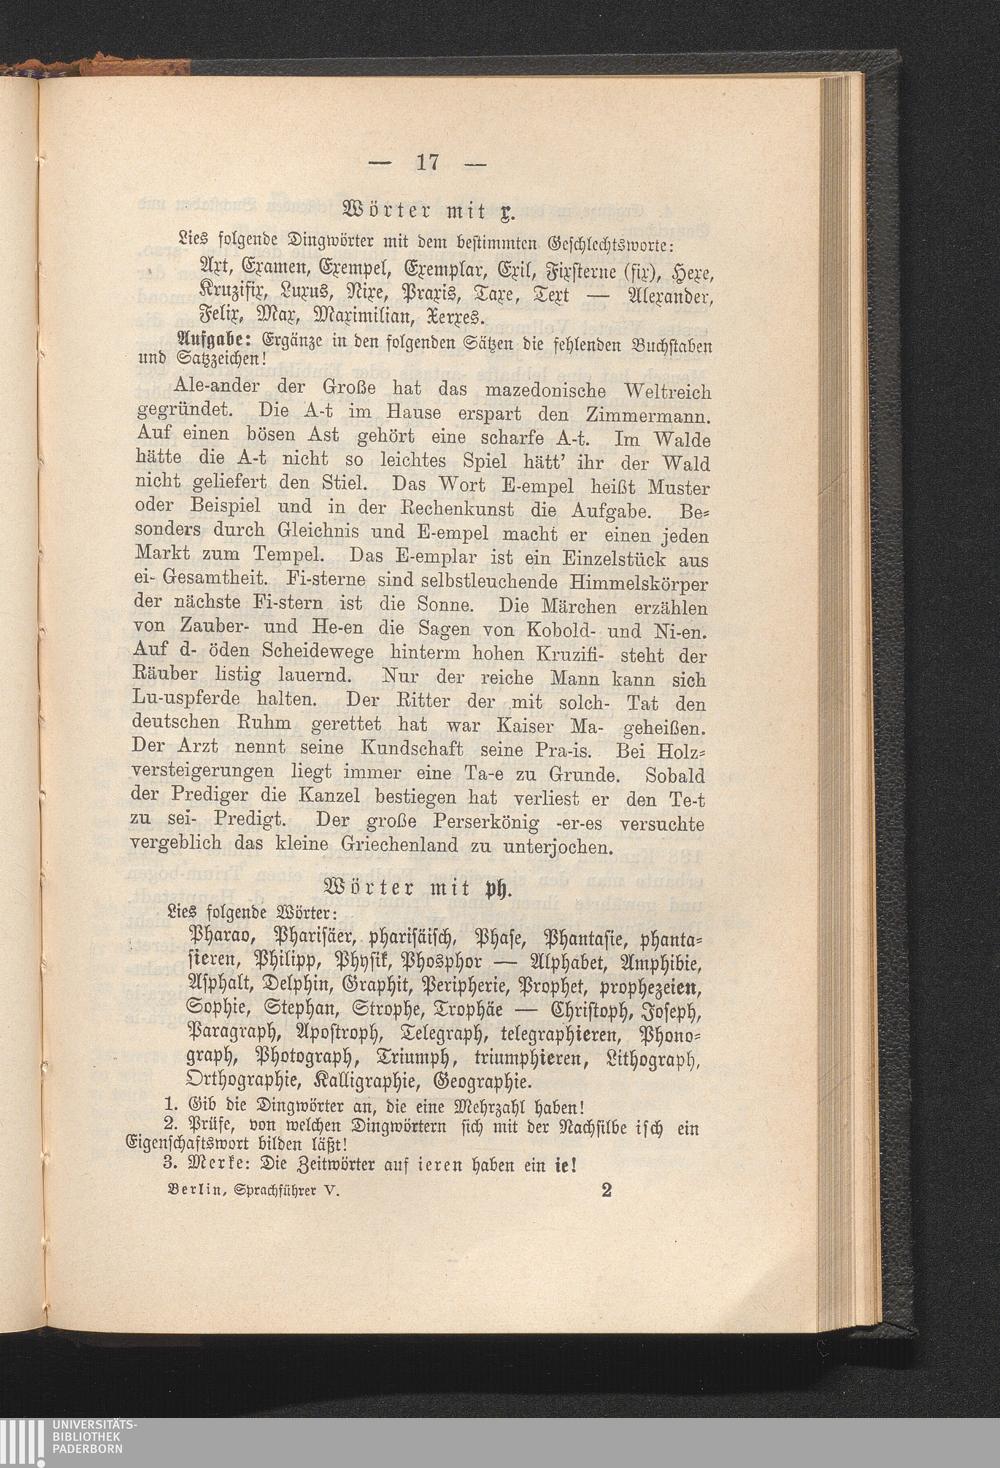 — 17 —
Wörter mit x.
Lies folgende Dingwörter mit dem bestimmten Geschlechtsworte:
Axt, Examen, Exempel, Exemplar, Exil, Fixsterne (fix), Hexe,
Kruzifix, Luxus, Nixe, Praxis, Taxe, Text — Alexander,
Felix, Max, Maximilian, Xerxes.
Aufgabe: Ergänze in den folgenden Sätzen die fehlenden Buchstaben
und Satzzeichen!
Ale-ander der Große hat das mazedonische Weltreich
gegründet. Die A-t im Hause erspart den Zimmermann.
Auf einen bösen Ast gehört eine scharfe A-t. Im Walde
hätte die A-t nicht so leichtes Spiel hätt' ihr der Wald
nicht geliefert den Stiel. Das Wort E-empel heißt Muster
oder Beispiel und in der Rechenkunst die Aufgabe. Be-
sonders durch Gleichnis und E-empel macht er einen jeden
Markt zum Tempel. Das E-emplar ist ein Einzelstück aus
ei- Gesamtheit. Fi-sterne sind selbstleuchende Himmelskörper
der nächste Fi-stern ist die Sonne. Die Märchen erzählen
von Zauber- und He-en die Sagen von Kobold- und Ni-en.
Auf d- öden Scheidewege hinterm hohen Kruzifi- steht der
Räuber listig lauernd. Nur der reiche Mann kann sich
Lu-uspferde halten. Der Ritter der mit solch- Tat den
deutschen Ruhm gerettet hat war Kaiser Ma- geheißen.
Der Arzt nennt seine Kundschaft seine Pra-is. Bei Holz-
versteigerungen liegt immer eine Ta-e zu Grunde. Sobald
der Prediger die Kanzel bestiegen hat verliest er den Te-t
zu sei- Predigt. Der große Perserkönig -er-es versuchte
vergeblich das kleine Griechenland zu unterjochen.
Wörter mit ph.
Lies folgende Wörter:
Pharao, Pharisäer, pharisäisch, Phase, Phantasie, phanta-
sieren, Philipp, Physik, Phosphor — Alphabet, Amphibie,
Asphalt, Delphin, Graphit, Peripherie, Prophet, prophezeien,
Sophie, Stephan, Strophe, Trophäe — Christoph, Joseph,
Paragraph, Apostroph, Telegraph, telegraphieren, Phono-
graph, Photograph, Triumph, triumphieren, Lithograph,
Orthographie, Kalligraphie, Geographie.
1. Gib die Dingwörter an, die eine Mehrzahl haben!
2. Prüfe, von welchen Dingwörtern sich mit der Nachsilbe isch ein
Eigenschaftswort bilden läßt!
3. Merke: Die Zeitwörter auf ieren haben ein ie!
Berlin, Sprachführer V. 2
UNIVERSITÄTS-
BIBLIOTHEK
PADERBORN